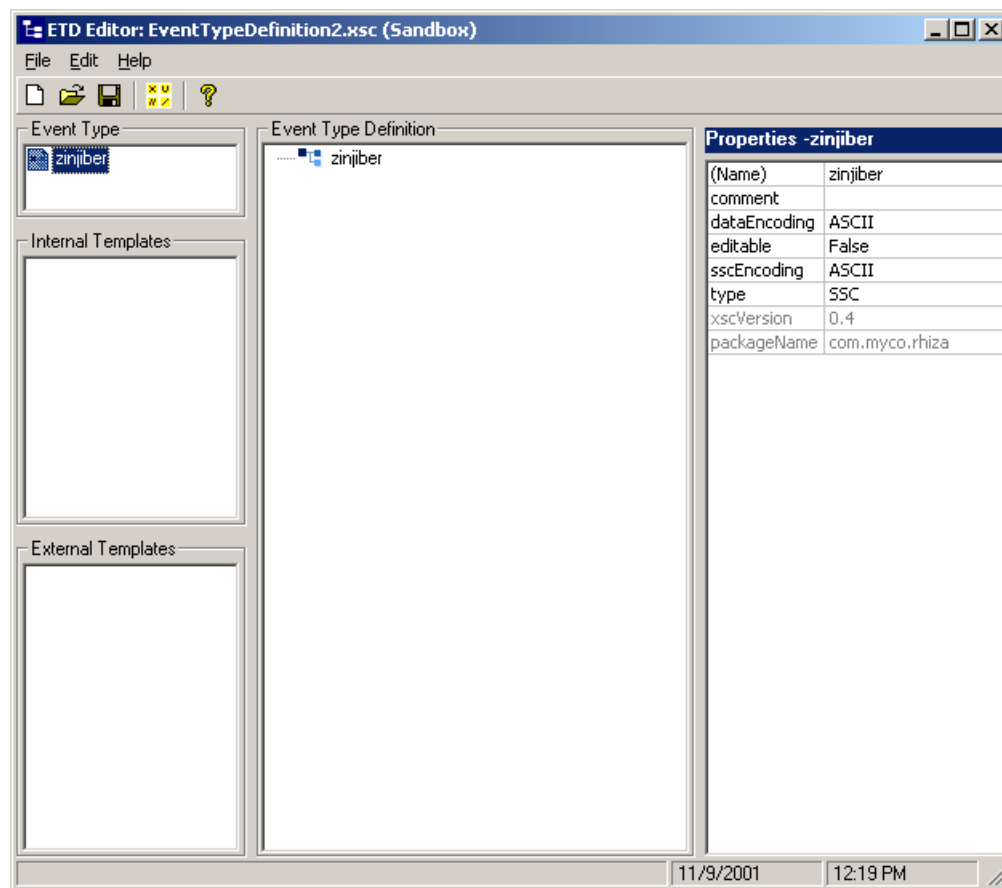 ETD Editor: EventTypeDefinition2.xsc (Sandbox)
File Edit Help
Event Type
zinjiber
Internal Templates
External Templates
Event Type Definition
zinjiber
Properties -zinjiber
(Name) zinjiber
comment
dataEncoding ASCII
editable False
sscEncoding ASCII
type SSC
xscVersion 0.4
packageName com.myco.rhiza
11/9/2001 12:19 PM